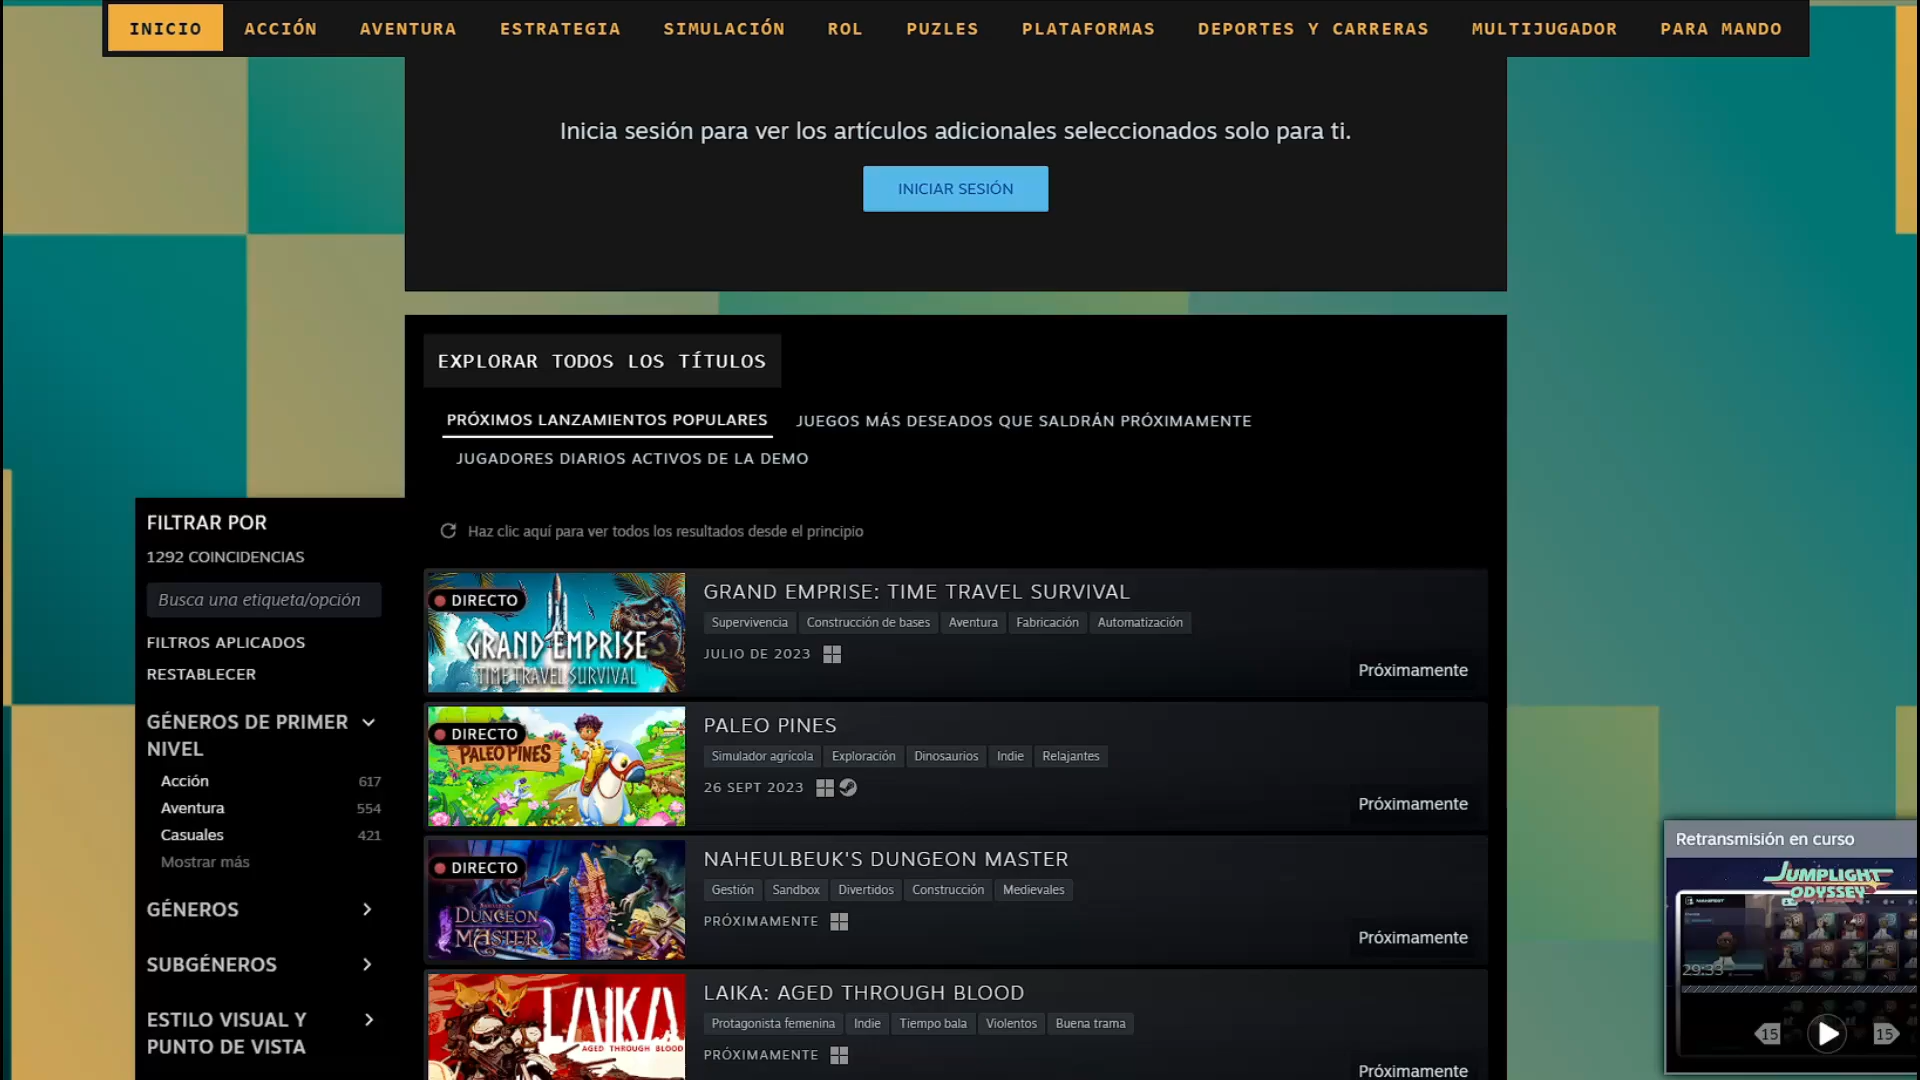 INICIO ACCIÓN AVENTURA ESTRATEGIA SIMULACIÓN ROL PUZLES PLATAFORMAS DEPORTES Y CARRERAS MULTIJUGADOR PARA MANDO
Inicia sesión para ver los artículos adicionales seleccionados solo para ti.
INICIAR SESIÓN
EXPLORAR TODOS LOS TÍTULOS
PRÓXIMOS LANZAMIENTOS POPULARES JUEGOS MÁS DESEADOS QUE SALDRÁN PRÓXIMAMENTE
JUGADORES DIARIOS ACTIVOS DE LA DEMO
FILTRAR POR
1292 COINCIDENCIAS
Busca una etiqueta/opción
FILTROS APLICADOS
RESTABLECER
GÉNEROS DE PRIMER
NIVEL
Acción 617
Aventura 554
Casuales 421
Mostrar más
GÉNEROS
SUBGÉNEROS
ESTILO VISUAL Y
PUNTO DE VISTA
Haz clic aquí para ver todos los resultados desde el principio
DIRECTO
GRAND EMPRISE
TIME TRAVEL SURVIVAL
GRAND EMPRISE: TIME TRAVEL SURVIVAL
Supervivencia Construcción de bases Aventura Fabricación Automatización
JULIO DE 2023
Próximamente
DIRECTO
PALEO PINES
PALEO PINES
Simulador agrícola Exploración Dinosaurios Indie Relajantes
26 SEPT 2023
Próximamente
DIRECTO
DUNGEON
MASTER
NAHEULBEUK'S DUNGEON MASTER
Gestión Sandbox Divertidos Construcción Medievales
PRÓXIMAMENTE
Próximamente
LAIKA
AGED THROUGH BLOOD
LAIKA: AGED THROUGH BLOOD
Protagonista femenina Indie Tiempo bala Violentos Buena trama
PRÓXIMAMENTE
Próximamente
Retransmisión en curso
JUMPLIGHT
ODYSSEY
29:33
15 15